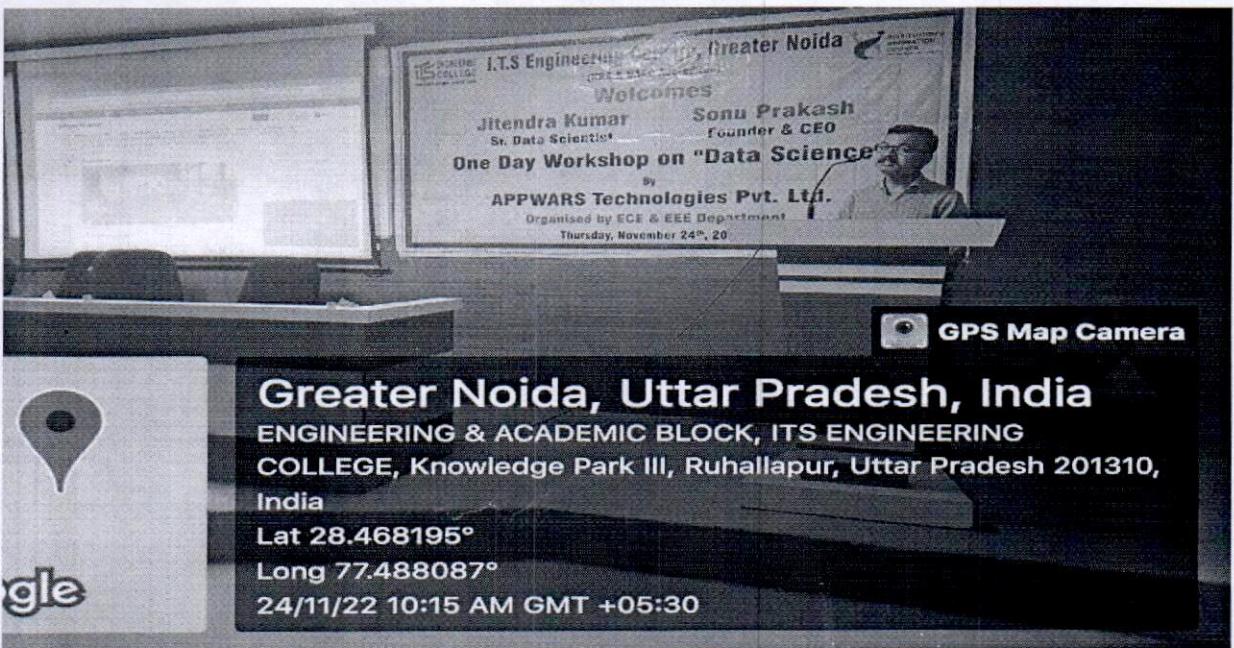 I.T.S Engineering College, Greater Noida
Welcomes
Jitendra Kumar Sonu Prakash
Sr. Data Scientist Founder & CEO
One Day Workshop on "Data Science"
By
APPWARS Technologies Pvt. Ltd.
Organised by ECE & EEE Department
Thursday, November 24th, 20
GPS Map Camera
Greater Noida, Uttar Pradesh, India
ENGINEERING & ACADEMIC BLOCK, ITS ENGINEERING
COLLEGE, Knowledge Park III, Ruhallapur, Uttar Pradesh 201310,
India
Lat 28.468195°
Long 77.488087°
24/11/22 10:15 AM GMT +05:30
ogle